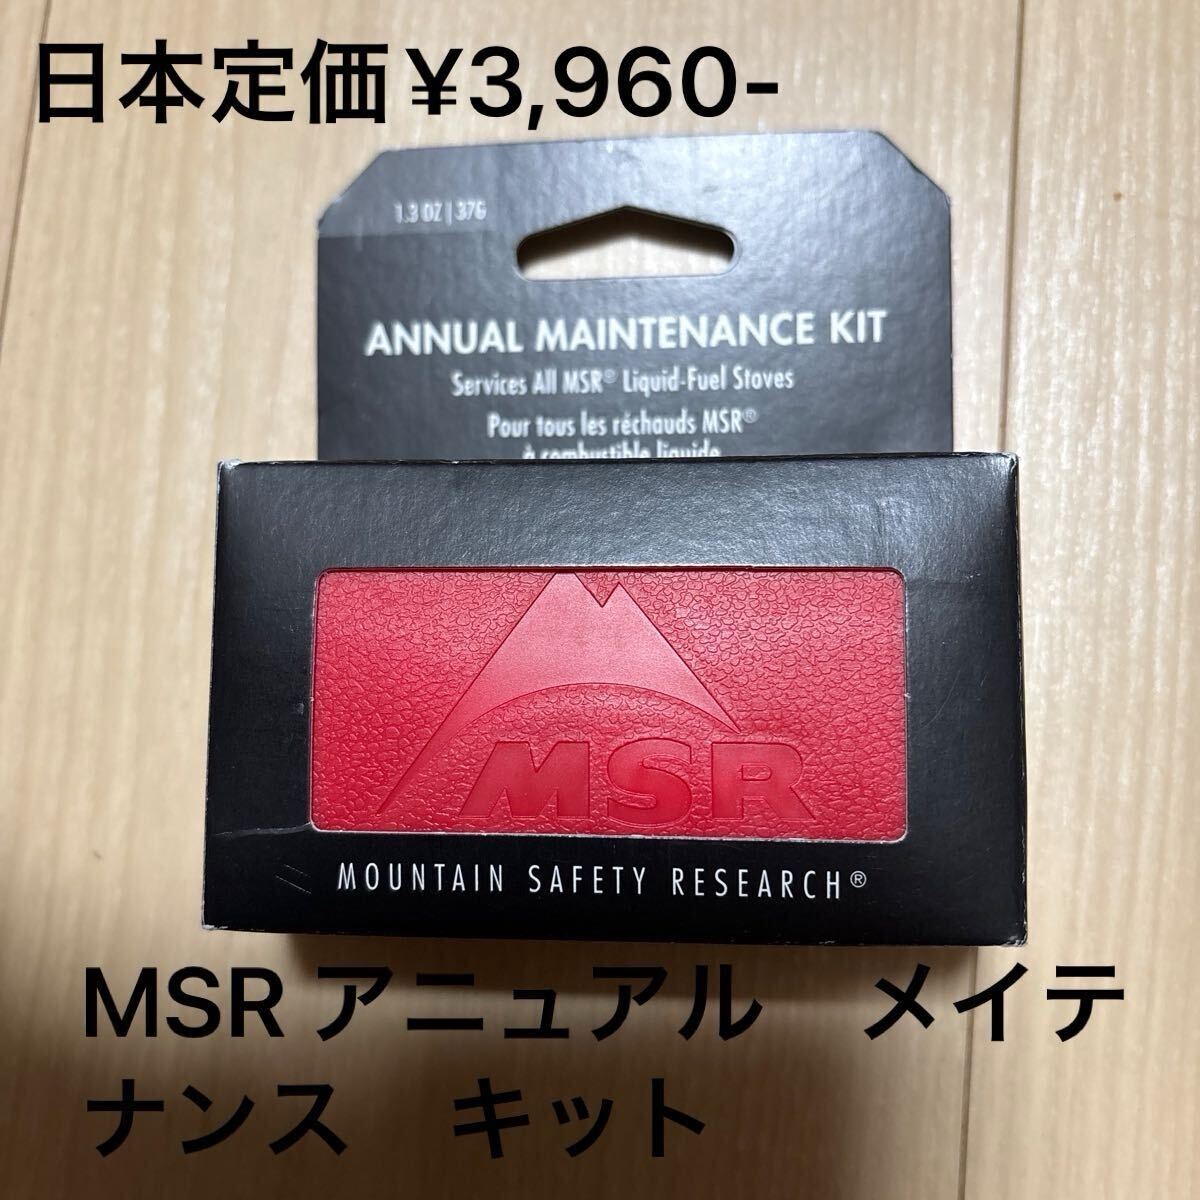 日本定価¥3,960-
1.3 OZ | 37G
ANNUAL MAINTENANCE KIT
Services All MSR® Liquid-Fuel Stoves
Pour tous les réchauds MSR®
à combustible liquide
MSR
MOUNTAIN SAFETY RESEARCH®
MSR アニュアル　メイテ
ナンス　キット